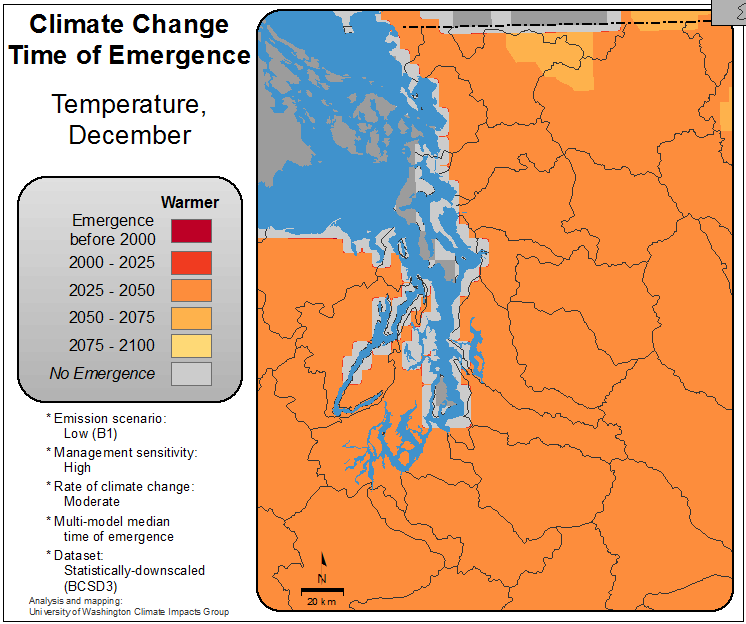 Climate Change
Time of Emergence
Temperature,
December
Warmer
Emergence
before 2000
2000 - 2025
2025 - 2050
2050 - 2075
2075 - 2100
No Emergence
* Emission scenario:
Low (B1)
* Management sensitivity:
High
* Rate of climate change:
Moderate
* Multi-model median
time of emergence
* Dataset:
Statistically-downscaled
(BCSD3)
Analysis and mapping:
University of Washington Climate Impacts Group
N
20 km